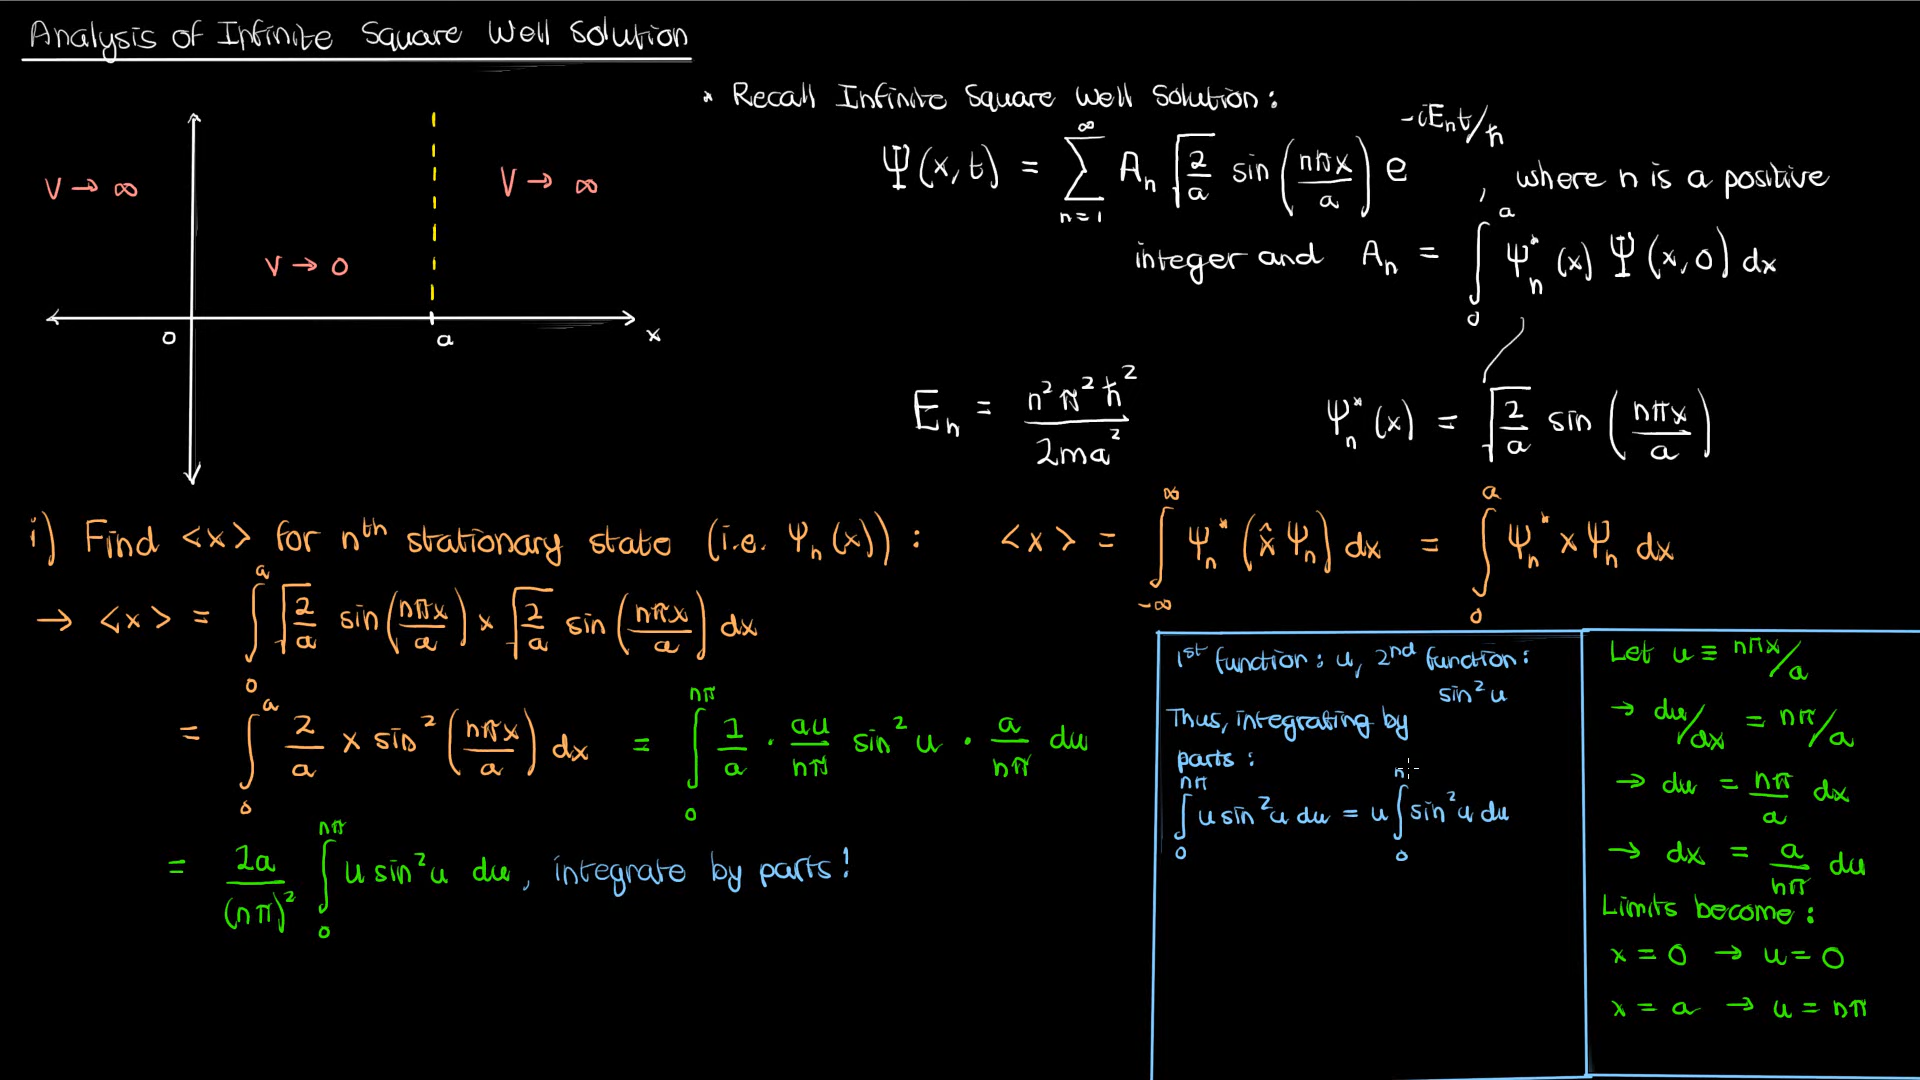 Analysis of Infinite Square Well Solution
V → ∞
V → ∞
V → 0
0
a
x
* Recall Infinite Square Well Solution:
Ψ(x,t) = ∑_{n=1}^{∞} A_n √(2/a) sin(nπx/a) e^{-iE_n t/ħ}, where n is a positive
integer and A_n = ∫_0^a ψ_n^*(x) Ψ(x,0) dx
E_n = n²π²ħ²/2ma²
ψ_n^*(x) = √(2/a) sin(nπx/a)
i) Find <x> for n^th stationary state (i.e. ψ_n(x)): <x> = ∫_{-∞}^{∞} ψ_n^*(x̂ ψ_n) dx = ∫_0^a ψ_n^* x ψ_n dx
→ <x> = ∫_0^a √(2/a) sin(nπx/a) x √(2/a) sin(nπx/a) dx
= ∫_0^a 2/a x sin²(nπx/a) dx = ∫_0^{nπ} 1/a · au/nπ sin²u · a/nπ du
= 2a/(nπ)² ∫_0^{nπ} u sin²u du, integrate by parts!
1st function: u, 2nd function:
sin²u
Thus, integrating by
parts:
∫_0^{nπ} u sin²u du = u ∫_0^n sin²u du
Let u ≡ nπx/a
→ du/dx = nπ/a
→ du = nπ/a dx
→ dx = a/nπ du
Limits become:
x = 0 → u = 0
x = a → u = nπ